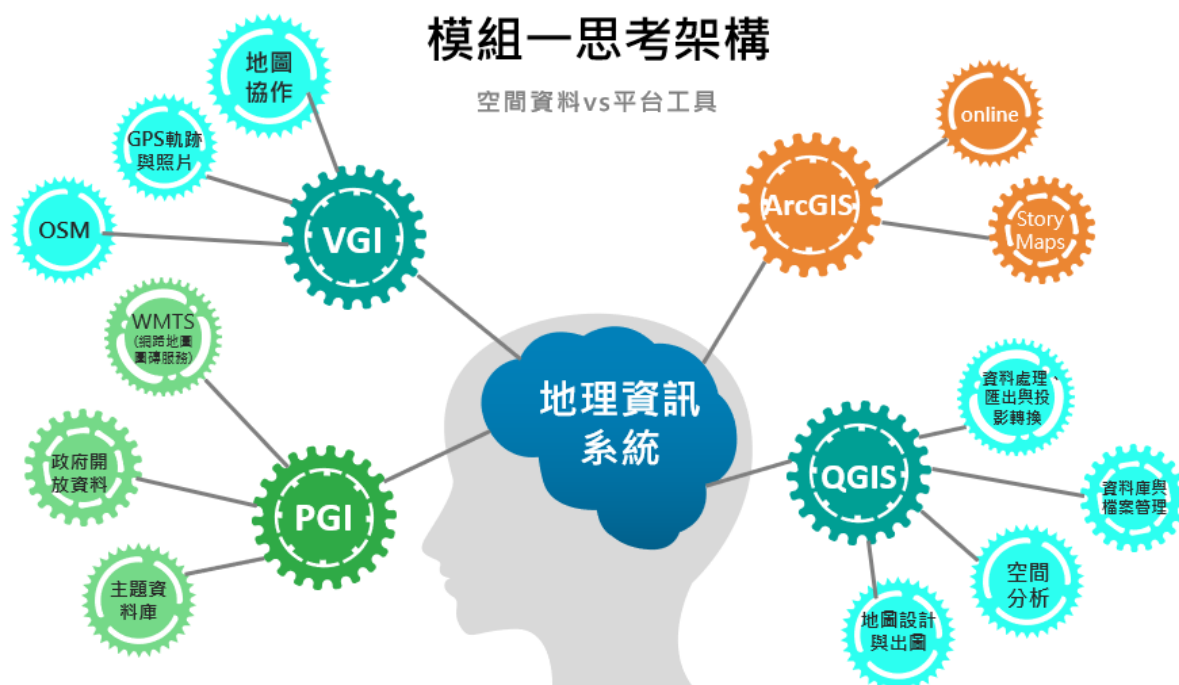 模組一思考架構
空間資料vs平台工具
地圖
協作
GPS軌跡
與照片
OSM
VGI
WMTS
(網路地圖
圖磚服務)
政府開
放資料
主題資
料庫
PGI
地理資訊
系統
ArcGIS
online
Story
Maps
QGIS
資料處理、
匯出與投
影轉換
資料庫與
檔案管理
空間
分析
地圖設計
與出圖